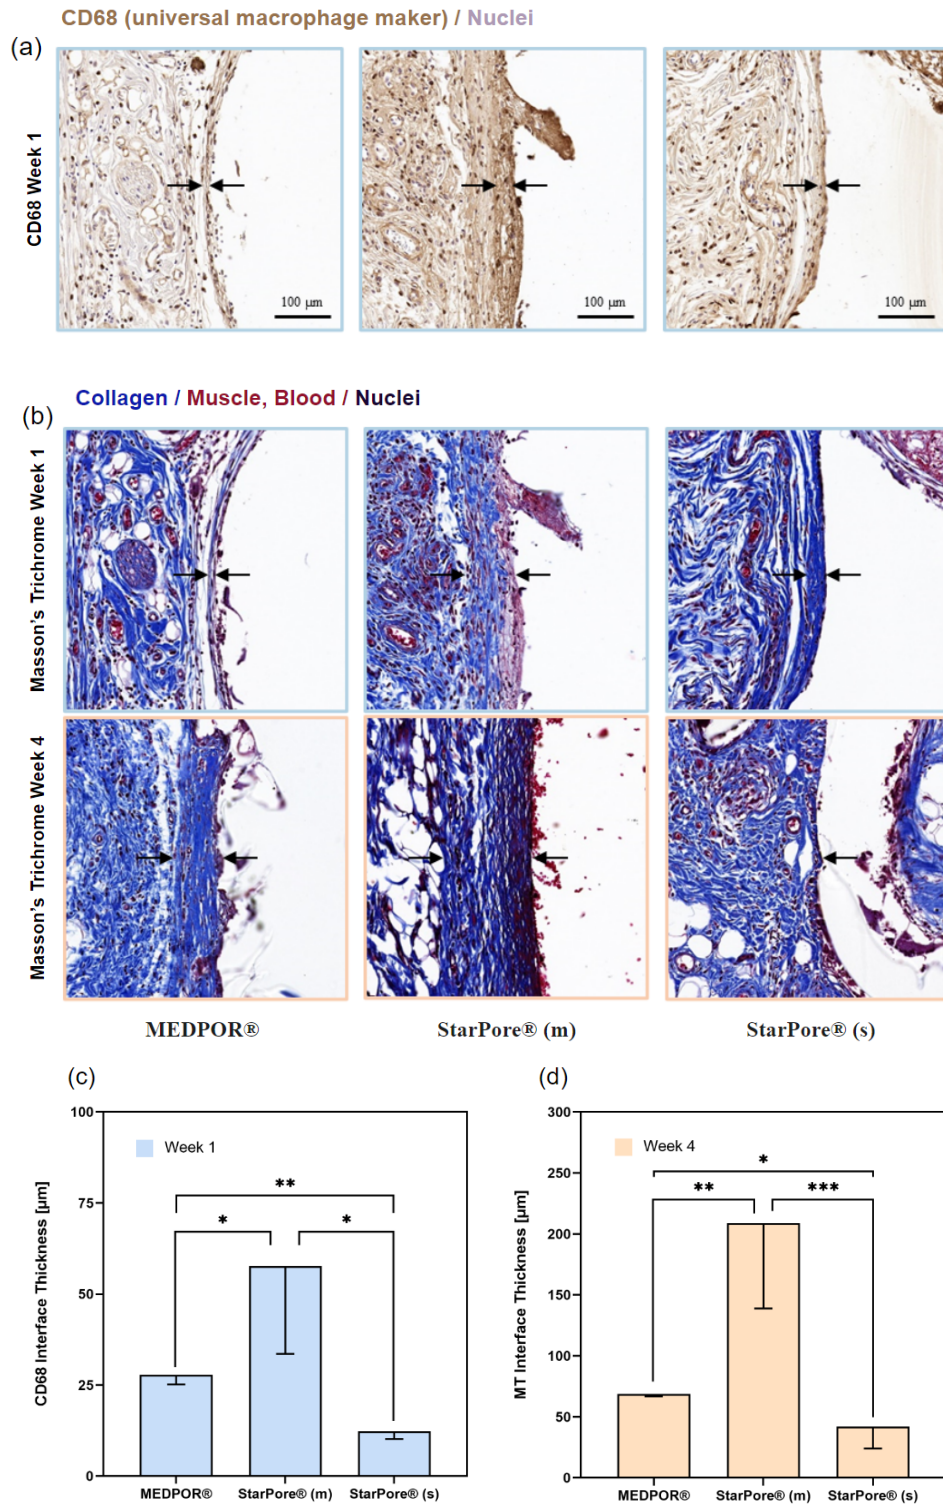 CD68 (universal macrophage maker) / Nuclei
(a)
CD68 Week 1
100 µm
100 µm
100 µm
Collagen / Muscle, Blood / Nuclei
(b)
Masson's Trichrome Week 1
Masson's Trichrome Week 4
MEDPOR®
StarPore® (m)
StarPore® (s)
(c)
CD68 Interface Thickness [µm]
100
75
50
25
0
Week 1
**
*
*
MEDPOR®
StarPore® (m)
StarPore® (s)
(d)
MT Interface Thickness [µm]
300
250
200
150
100
50
0
Week 4
*
**
***
MEDPOR®
StarPore® (m)
StarPore® (s)